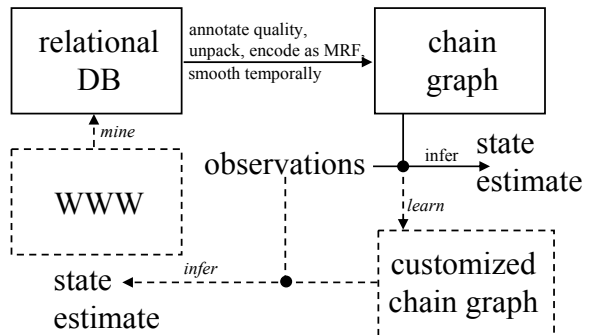 relational
DB
annotate quality,
unpack, encode as MRF,
smooth temporally
chain
graph
mine
WWW
observations
infer
state
estimate
learn
customized
chain graph
infer
state
estimate